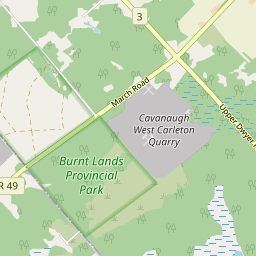 3
March Road
Cavanaugh
West Carleton
Quarry
Upper Dwyer
Burnt Lands
Provincial
Park
R 49